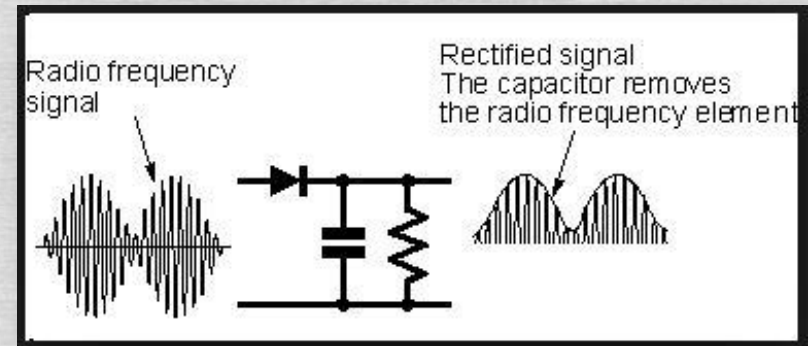 Radio frequency
signal
Rectified signal
The capacitor removes
the radio frequency element